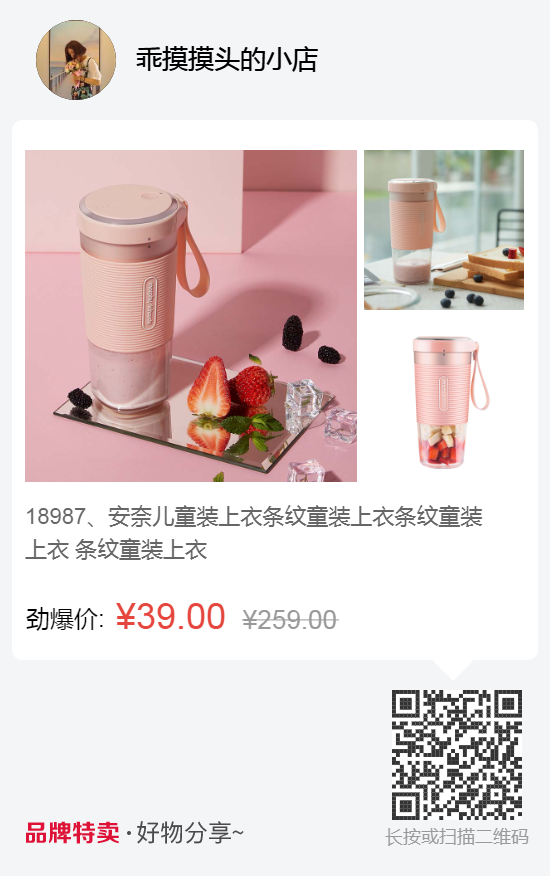 乖摸摸头的小店
18987、安奈儿童装上衣条纹童装上衣条纹童装
上衣 条纹童装上衣
劲爆价: ¥39.00 ¥259.00
品牌特卖·好物分享~
长按或扫描二维码